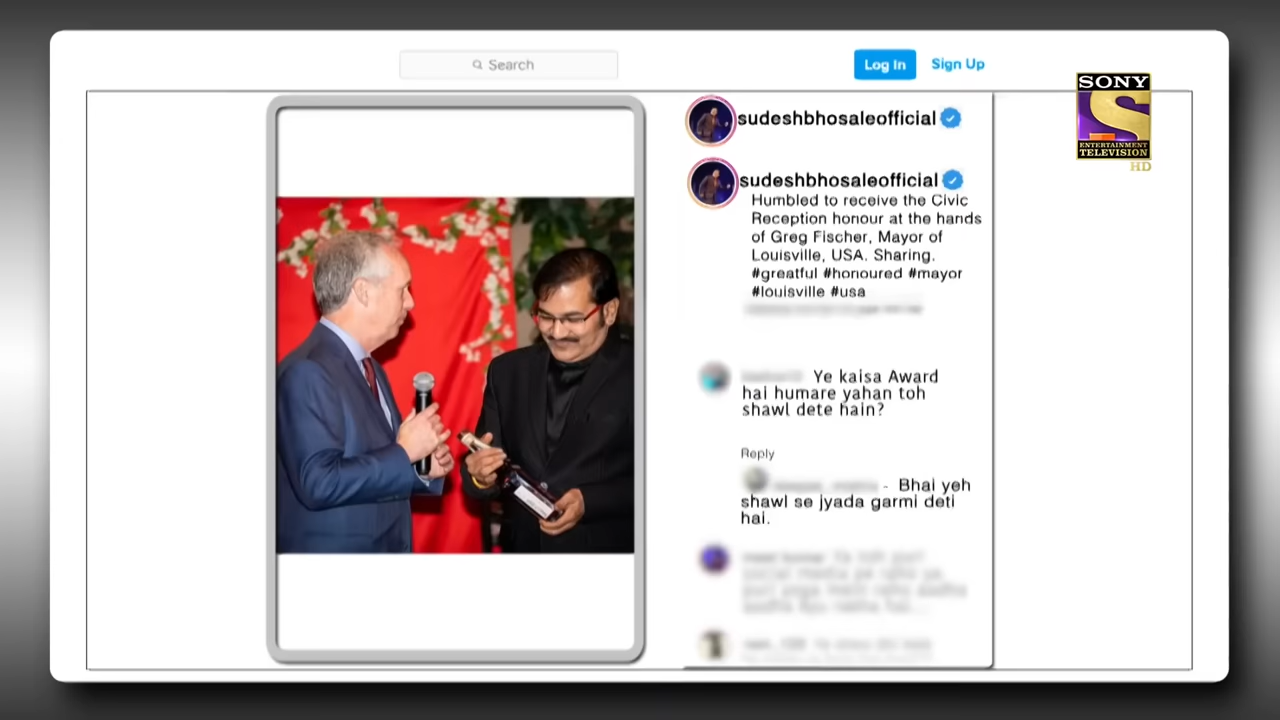 Search
Log In
Sign Up
SONY
ENTERTAINMENT
TELEVISION
HD
sudeshbhosaleofficial
sudeshbhosaleofficial
Humbled to receive the Civic
Reception honour at the hands
of Greg Fischer, Mayor of
Louisville, USA. Sharing.
#greatful #honoured #mayor
#louisville #usa
Ye kaisa Award
hai humare yahan toh
shawl dete hain?
Reply
- Bhai yeh
shawl se jyada garmi deti
hai.